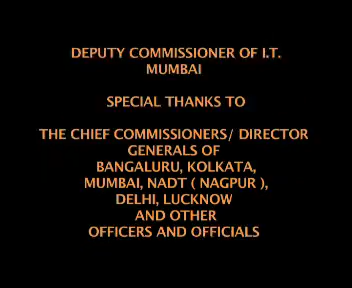 DEPUTY COMMISSIONER OF I.T.
MUMBAI
SPECIAL THANKS TO
THE CHIEF COMMISSIONERS/ DIRECTOR
GENERALS OF
BANGALURU, KOLKATA,
MUMBAI, NADT ( NAGPUR ),
DELHI, LUCKNOW
AND OTHER
OFFICERS AND OFFICIALS